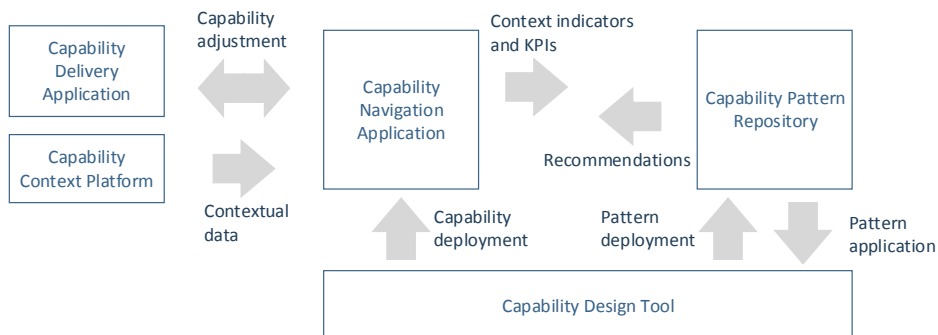 Capability
adjustment
Context indicators
and KPIs
Capability
Delivery
Application
Capability
Navigation
Application
Capability Pattern
Repository
Capability
Context Platform
Recommendations
Contextual
data
Capability
deployment
Pattern
deployment
Pattern
application
Capability Design Tool